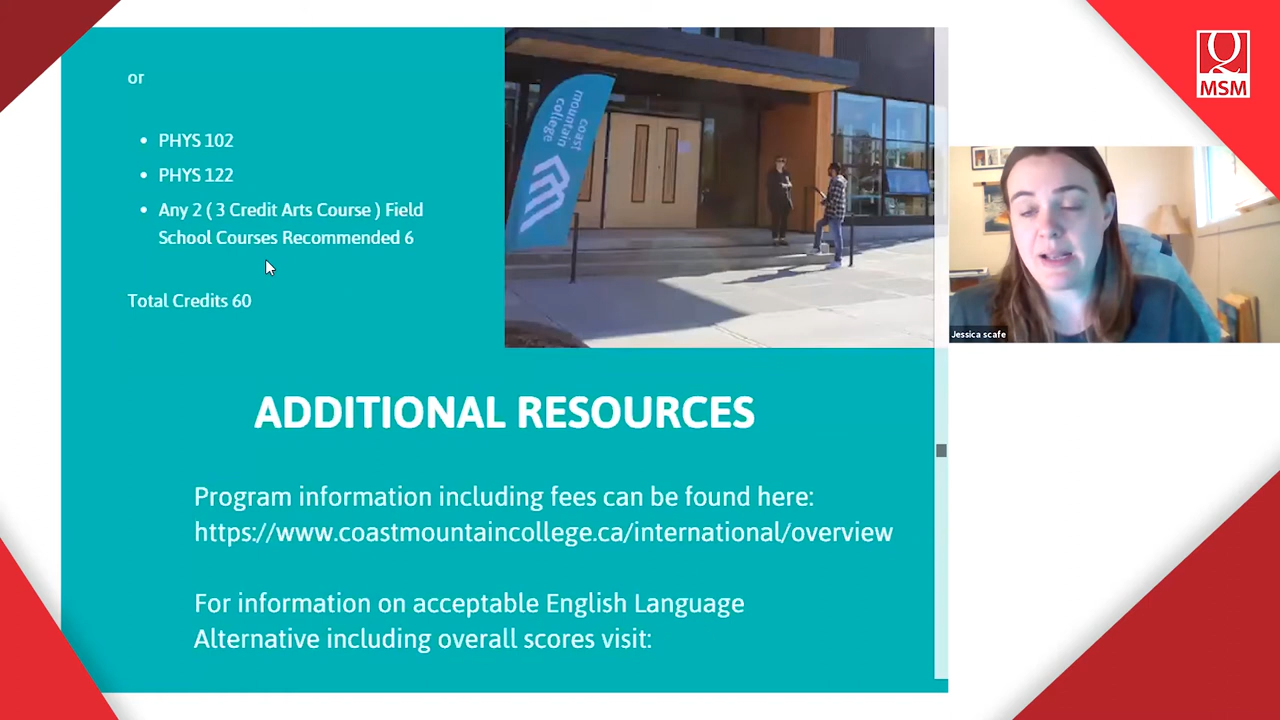 or
PHYS 102
PHYS 122
Any 2 ( 3 Credit Arts Course ) Field
School Courses Recommended 6
Total Credits 60
coast
mountain
college
MSM
Jessica scafe
ADDITIONAL RESOURCES
Program information including fees can be found here:
https://www.coastmountaincollege.ca/international/overview
For information on acceptable English Language
Alternative including overall scores visit: